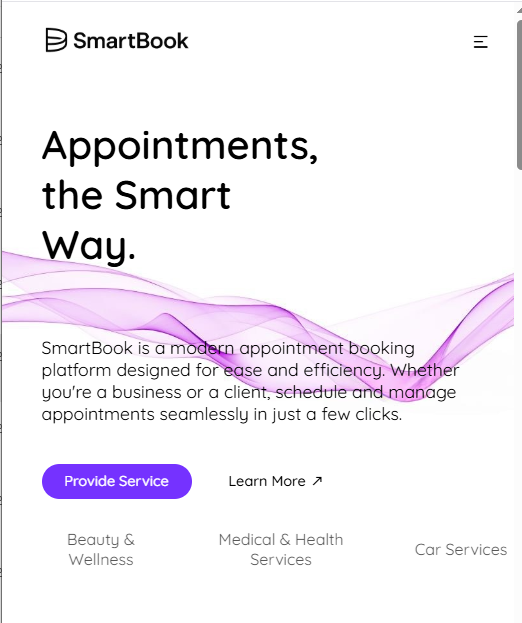 SmartBook
Appointments,
the Smart
Way.
SmartBook is a modern appointment booking
platform designed for ease and efficiency. Whether
you're a business or a client, schedule and manage
appointments seamlessly in just a few clicks.
Provide Service
Learn More ↗
Beauty &
Wellness
Medical & Health
Services
Car Services